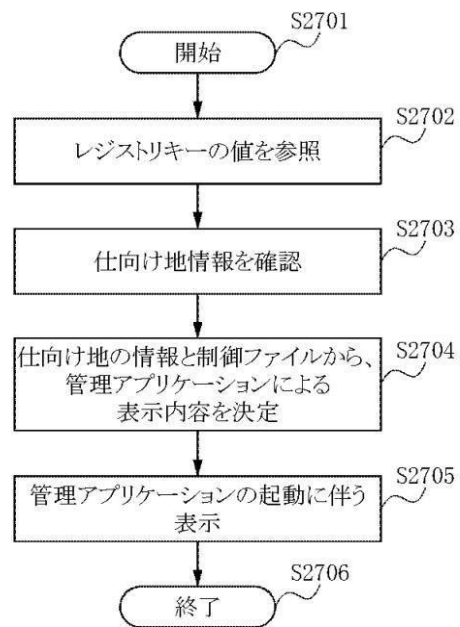 S2701
開始
S2702
レジストリキーの値を参照
S2703
仕向け地情報を確認
S2704
仕向け地の情報と制御ファイルから、
管理アプリケーションによる
表示内容を決定
S2705
管理アプリケーションの起動に伴う
表示
S2706
終了